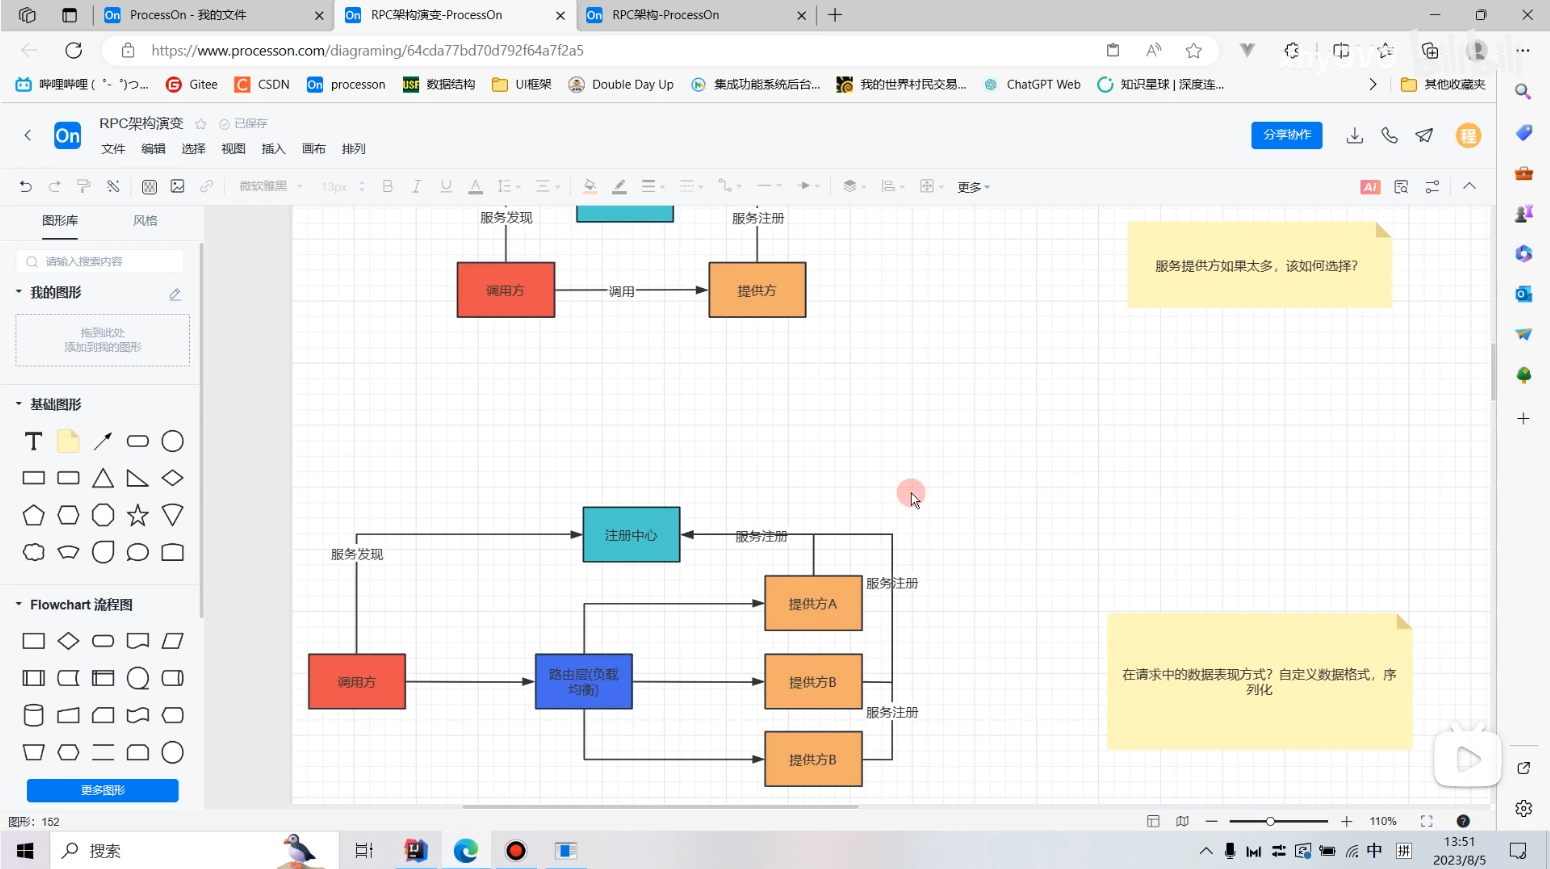 ProcessOn - 我的文件
RPC架构演变-ProcessOn
RPC架构-ProcessOn
https://www.processon.com/diagraming/64cda77bd70d792f64a7f2a5
哔哩哔哩 (゜-゜)つ...
Gitee
CSDN
processon
数据结构
UI框架
Double Day Up
集成功能系统后台...
我的世界村民交易...
ChatGPT Web
知识星球 | 深度连...
其他收藏夹
On
RPC架构演变
已保存
文件 编辑 选择 视图 插入 画布 排列
分享协作
程
微软雅黑
13px
更多
Ai
图形库
风格
请输入搜索内容
我的图形
拖到此处
添加到我的图形
基础图形
Flowchart 流程图
更多图形
服务发现
服务注册
调用方
调用
提供方
服务提供方如果太多，该如何选择?
注册中心
服务注册
服务发现
服务注册
提供方A
调用方
路由层(负载
均衡)
提供方B
服务注册
提供方B
在请求中的数据表现方式? 自定义数据格式，序
列化
图形: 152
110%
搜索
中
拼
13:51
2023/8/5